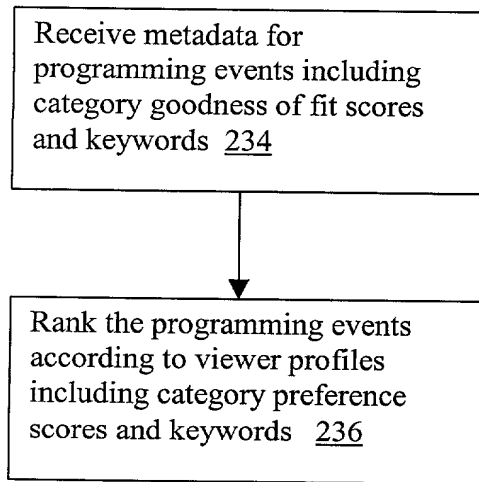 Receive metadata for
programming events including
category goodness of fit scores
and keywords 234
Rank the programming events
according to viewer profiles
including category preference
scores and keywords 236